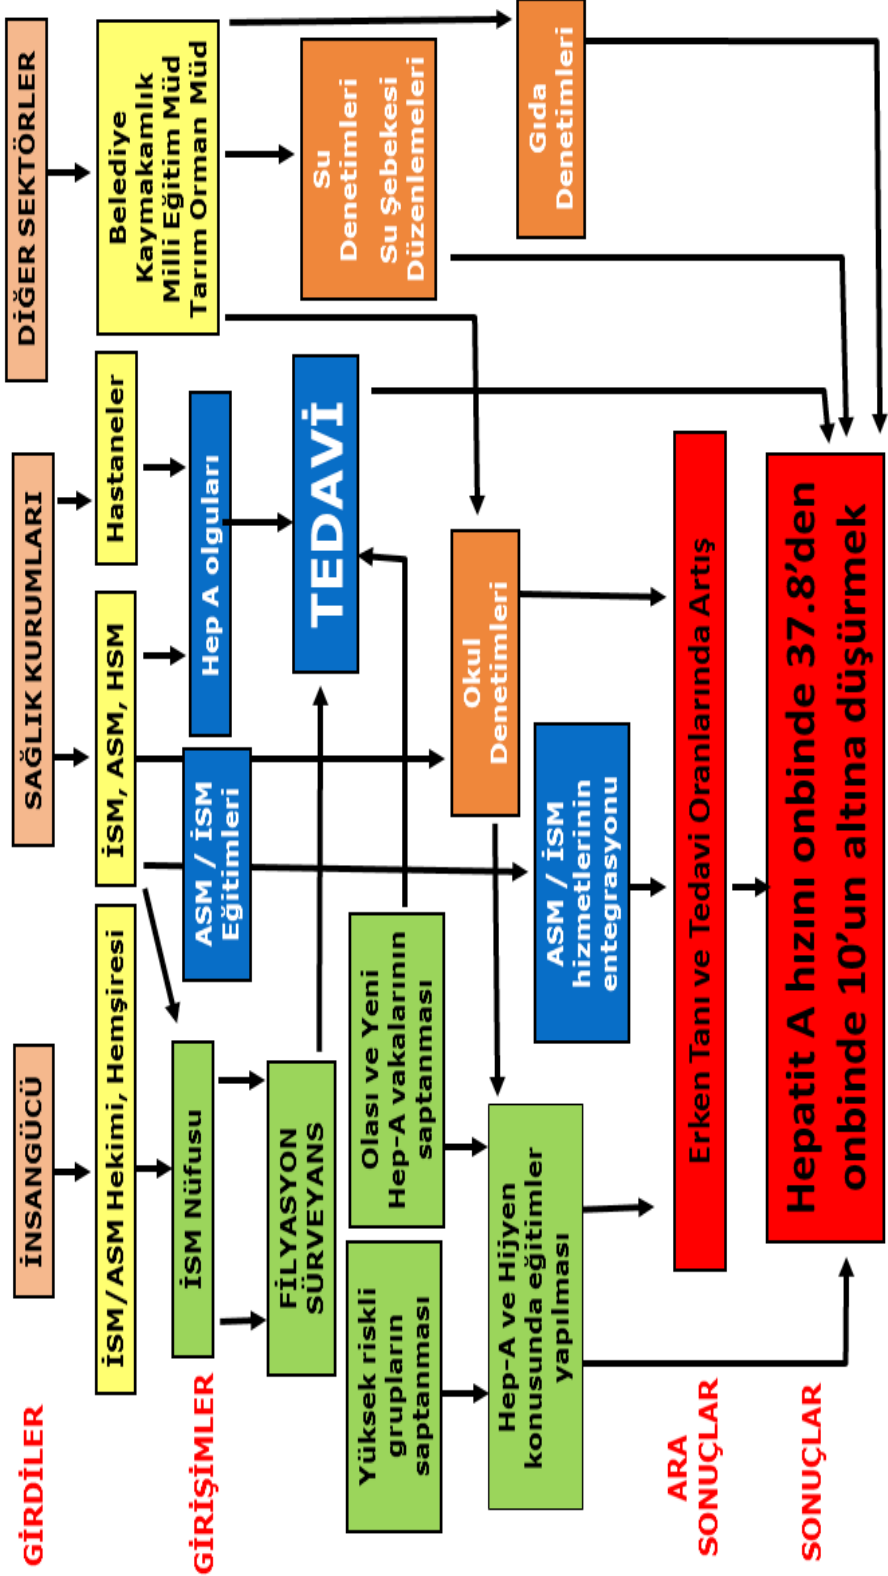 GİRDİLER
İNSANGÜCÜ
SAĞLIK KURUMLARI
DİĞER SEKTÖRLER
İSM/ASM Hekimi, Hemşiresi
İSM, ASM, HSM
Hastaneler
Belediye
Kaymakamlık
Milli Eğitim Müd
Tarım Orman Müd
GİRİŞİMLER
İSM Nüfusu
ASM / İSM
Eğitimleri
Hep A olguları
FİLYASYON
SÜRVEYANS
TEDAVİ
Su
Denetimleri
Su Şebekesi
Düzenlemeleri
Yüksek riskli
grupların
saptanması
Olası ve Yeni
Hep-A vakalarının
saptanması
Okul
Denetimleri
Gıda
Denetimleri
Hep-A ve Hijyen
konusunda eğitimler
yapılması
ASM / İSM
hizmetlerinin
entegrasyonu
ARA
SONUÇLAR
Erken Tanı ve Tedavi Oranlarında Artış
SONUÇLAR
Hepatit A hızını onbinde 37.8’den
onbinde 10’un altına düşürmek